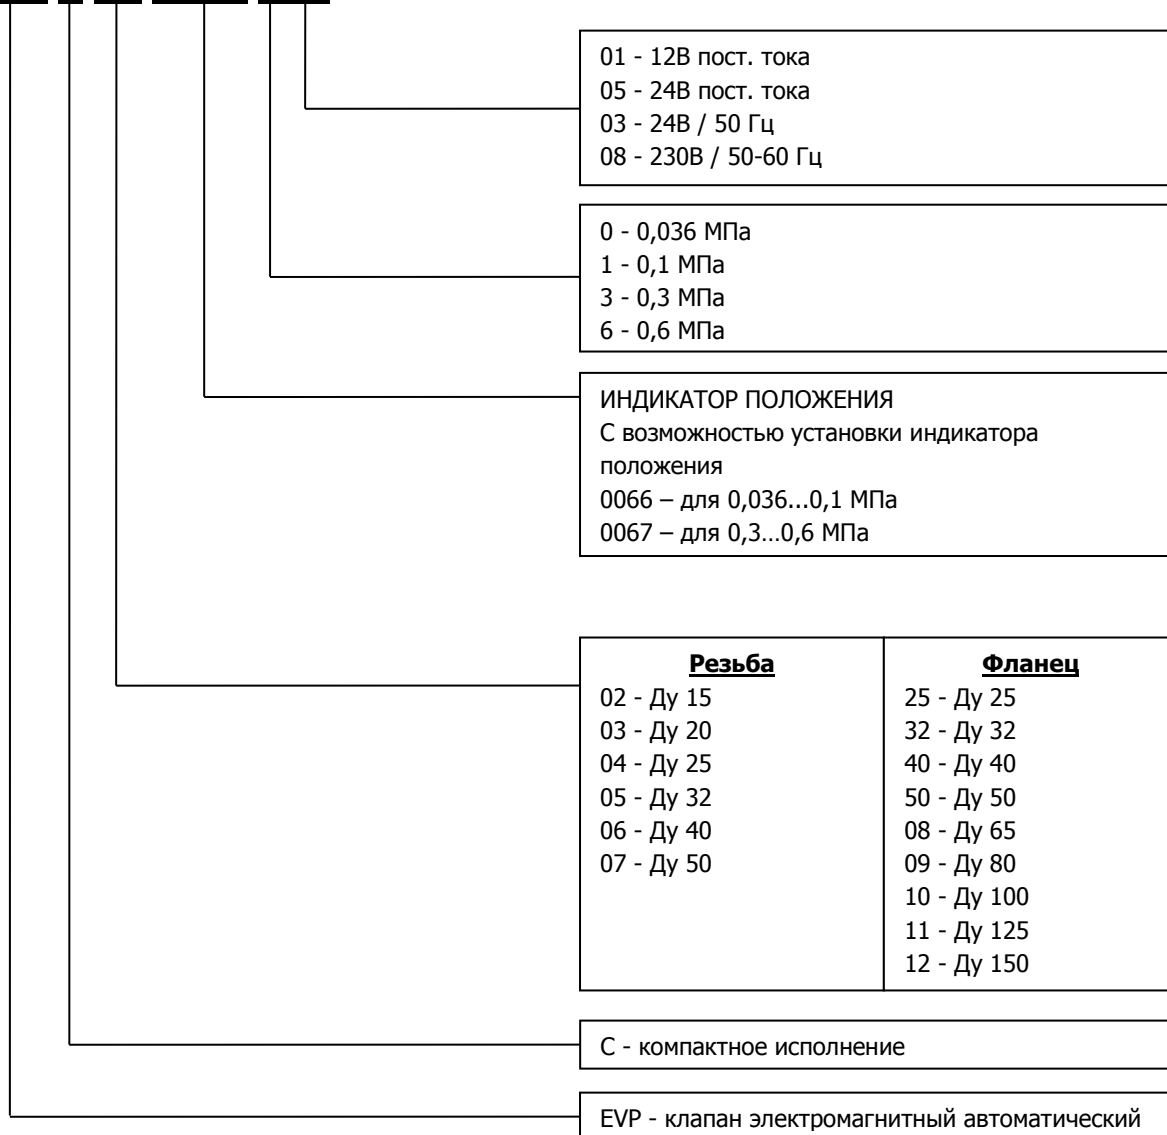 01 - 12В пост. тока
05 - 24В пост. тока
03 - 24В / 50 Гц
08 - 230В / 50-60 Гц
0 - 0,036 МПа
1 - 0,1 МПа
3 - 0,3 МПа
6 - 0,6 МПа
ИНДИКАТОР ПОЛОЖЕНИЯ
С возможностью установки индикатора
положения
0066 – для 0,036...0,1 МПа
0067 – для 0,3…0,6 МПа
Резьба
02 - Ду 15
03 - Ду 20
04 - Ду 25
05 - Ду 32
06 - Ду 40
07 - Ду 50
Фланец
25 - Ду 25
32 - Ду 32
40 - Ду 40
50 - Ду 50
08 - Ду 65
09 - Ду 80
10 - Ду 100
11 - Ду 125
12 - Ду 150
С - компактное исполнение
EVP - клапан электромагнитный автоматический